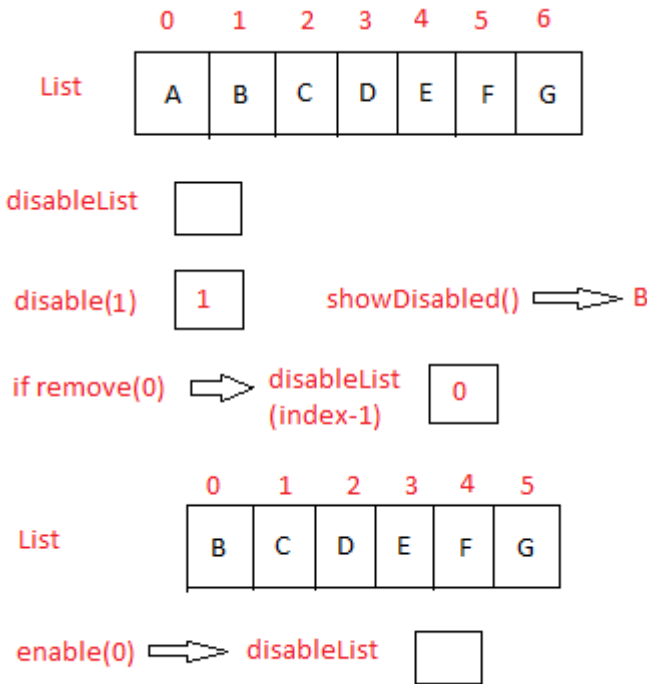 0 1 2 3 4 5 6
List A B C D E F G
disableList
disable(1) 1 showDisabled() B
if remove(0) disableList 0
(index-1)
0 1 2 3 4 5
List B C D E F G
enable(0) disableList